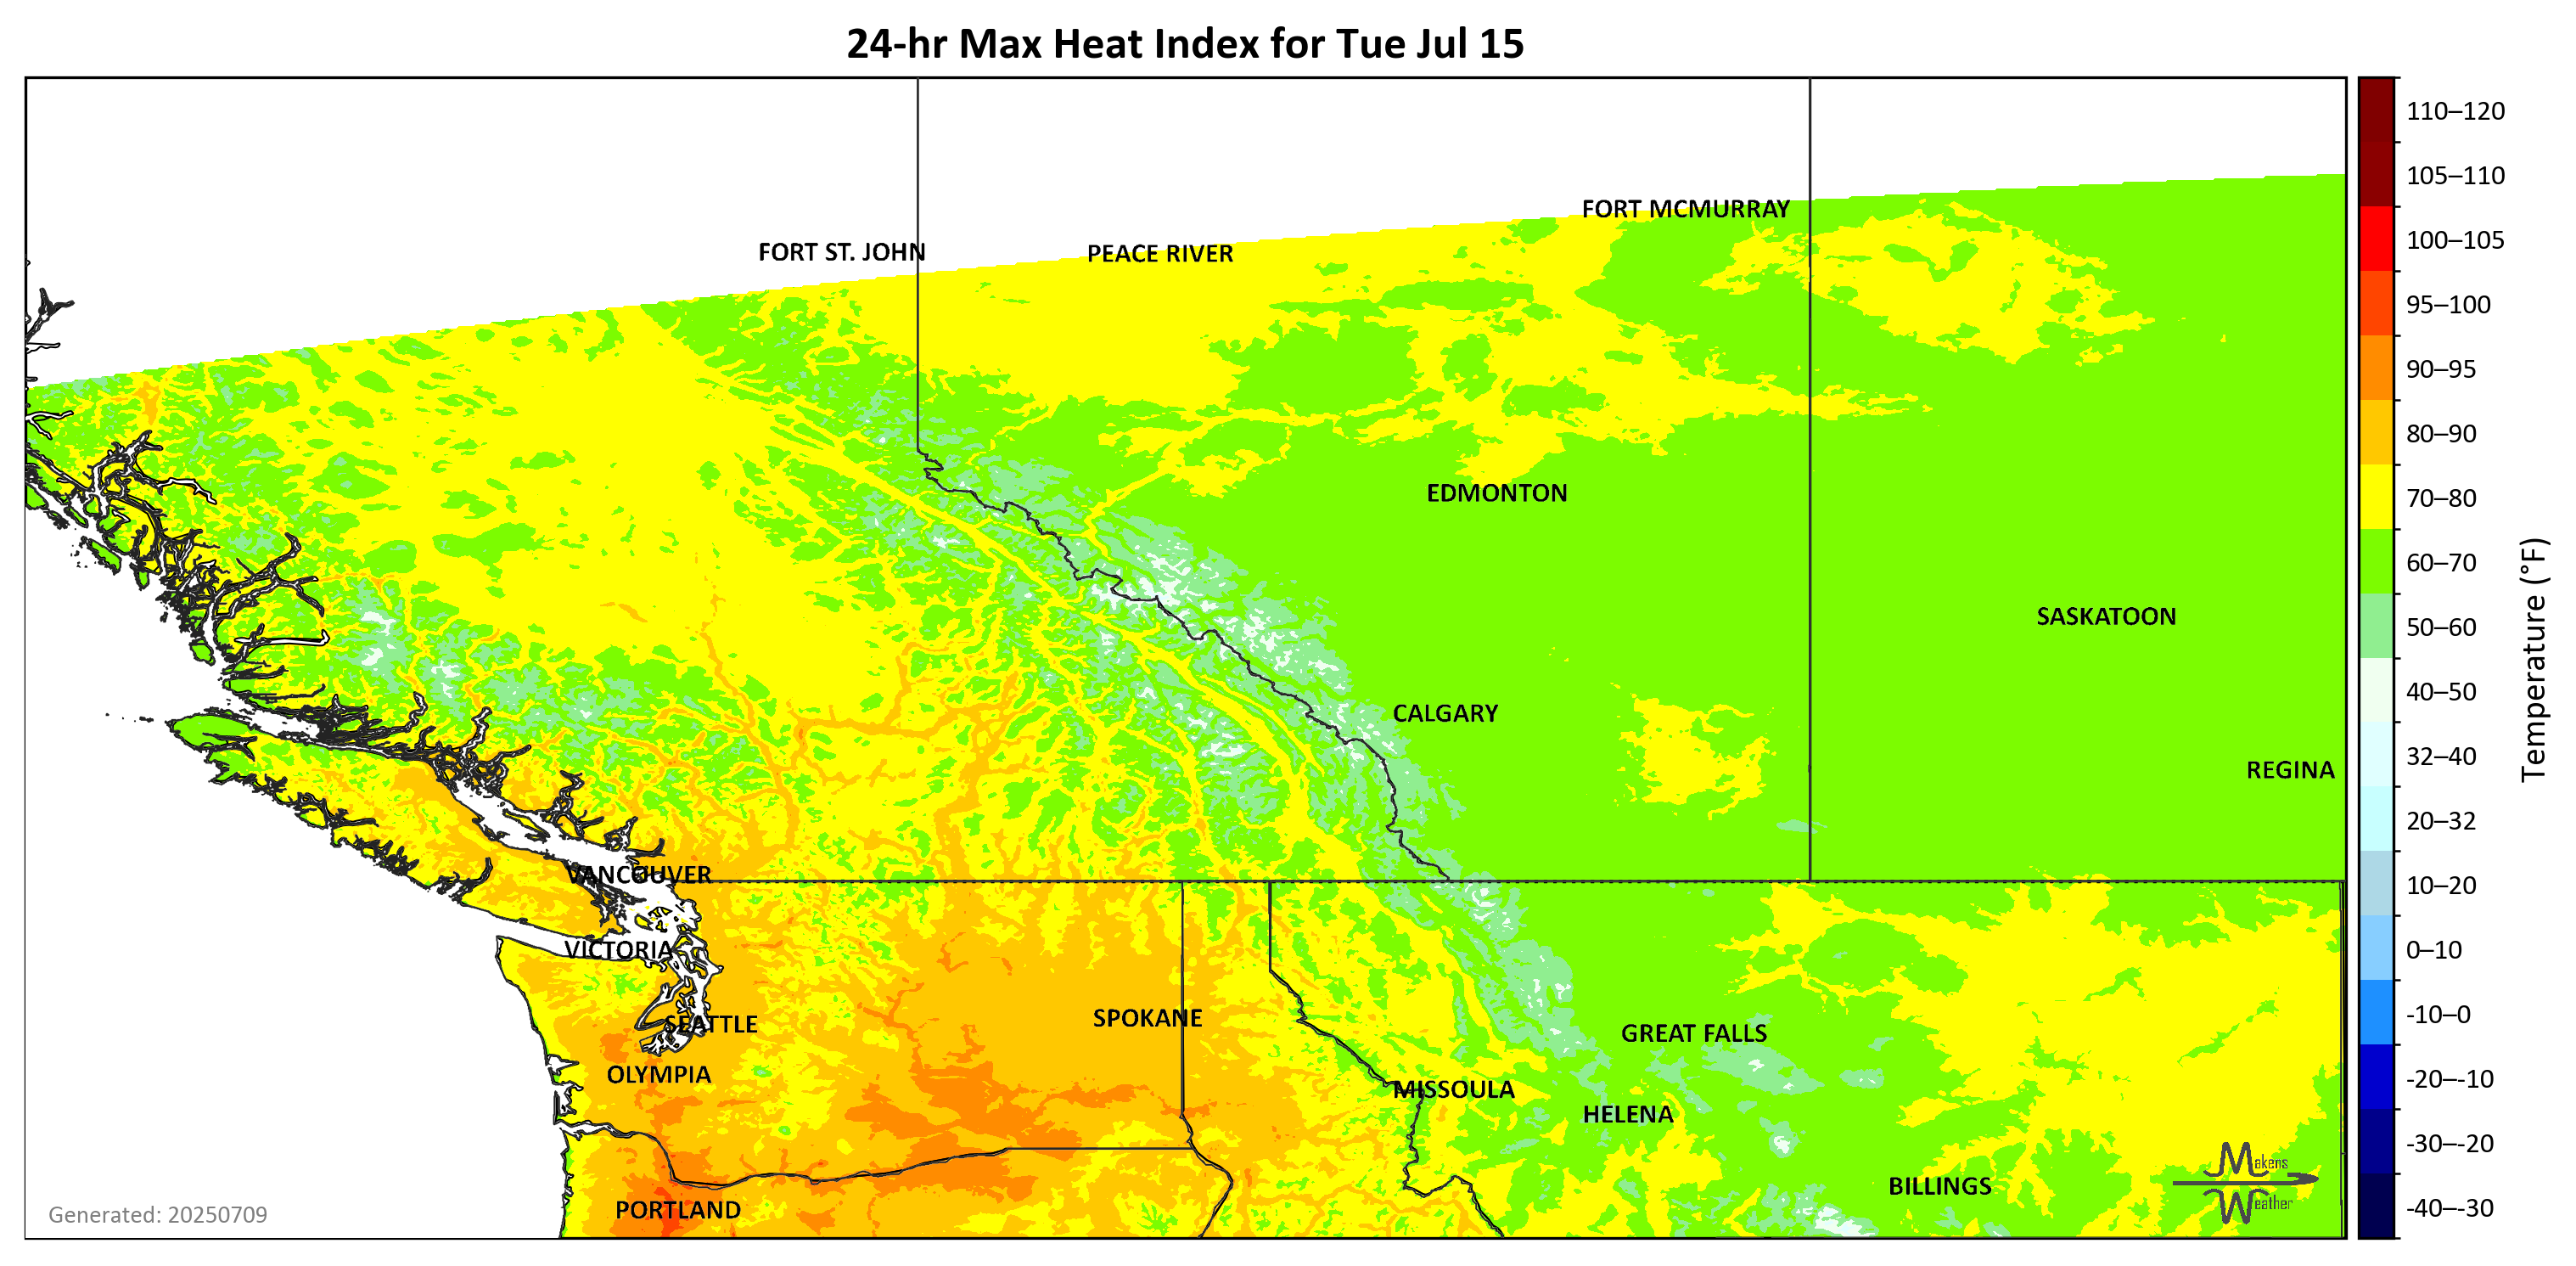 24-hr Max Heat Index for Tue Jul 15
110–120
105–110
FORT MCMURRAY
100–105
FORT ST. JOHN
PEACE RIVER
95–100
90–95
80–90
EDMONTON
70–80
60–70
SASKATOON
50–60
Temperature (°F)
40–50
CALGARY
32–40
REGINA
20–32
VANCOUVER
10–20
VICTORIA
0–10
SEATTLE
SPOKANE
GREAT FALLS
-10–0
OLYMPIA
MISSOULA
-20–-10
HELENA
-30–-20
Makens
Weather
BILLINGS
PORTLAND
-40–-30
Generated: 20250709